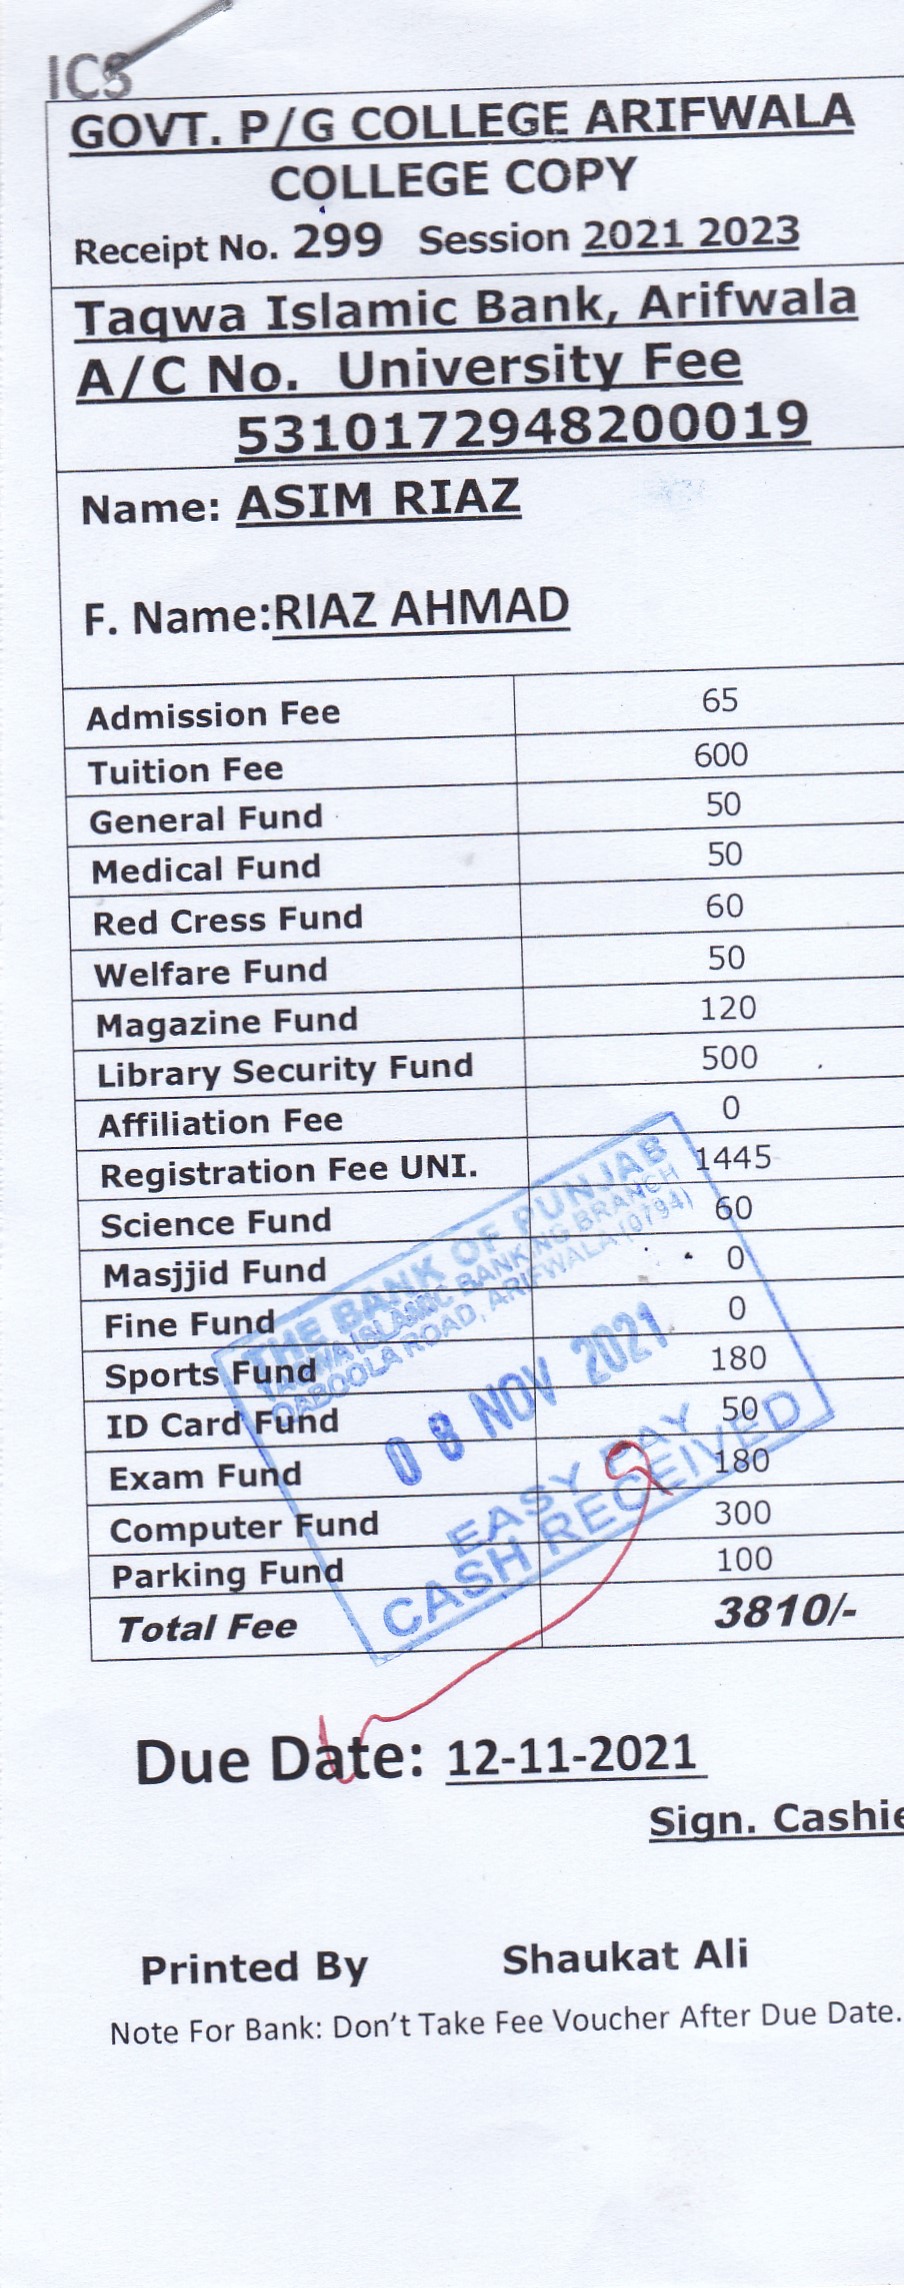 ICS
GOVT. P/G COLLEGE ARIFWALA
COLLEGE COPY
Receipt No. 299 Session 2021 2023
Taqwa Islamic Bank, Arifwala
A/C No. University Fee
5310172948200019
Name: ASIM RIAZ
F. Name:RIAZ AHMAD
Admission Fee 65
Tuition Fee 600
General Fund 50
Medical Fund 50
Red Cress Fund 60
Welfare Fund 50
Magazine Fund 120
Library Security Fund 500
Affiliation Fee 0
Registration Fee UNI. 1445
Science Fund 60
Masjjid Fund 0
Fine Fund 0
Sports Fund 180
ID Card Fund 50
Exam Fund 180
Computer Fund 300
Parking Fund 100
Total Fee 3810/-
THE BANK OF PUNJAB
TAQWA ISLAMIC BANKING BRANCH
QABOOLA ROAD, ARIFWALA (0794)
08 NOV 2021
EASY PAY
CASH RECEIVED
Due Date: 12-11-2021
Sign. Cashie
Printed By Shaukat Ali
Note For Bank: Don't Take Fee Voucher After Due Date.